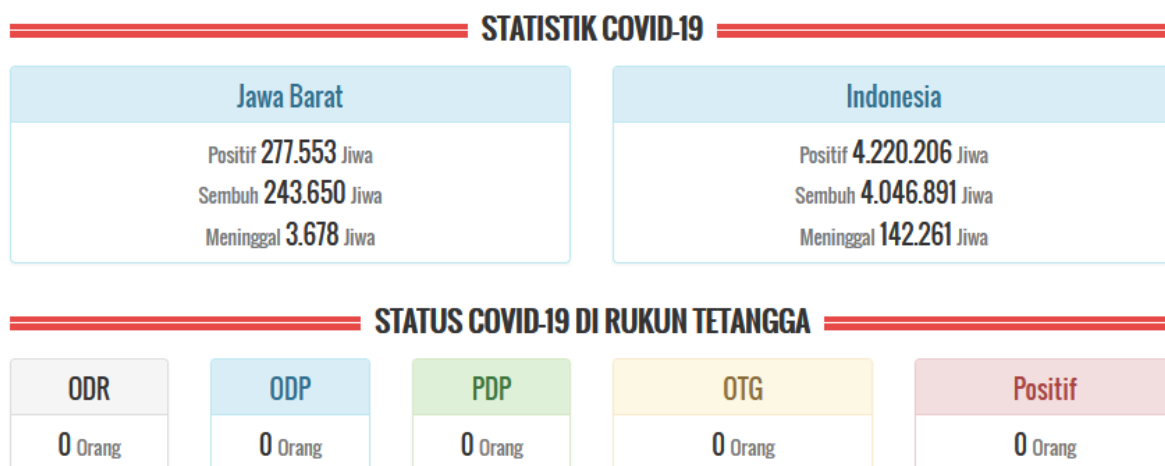 STATISTIK COVID-19
Jawa Barat
Positif 277.553 Jiwa
Sembuh 243.650 Jiwa
Meninggal 3.678 Jiwa
Indonesia
Positif 4.220.206 Jiwa
Sembuh 4.046.891 Jiwa
Meninggal 142.261 Jiwa
STATUS COVID-19 DI RUKUN TETANGGA
ODR
0 Orang
ODP
0 Orang
PDP
0 Orang
OTG
0 Orang
Positif
0 Orang